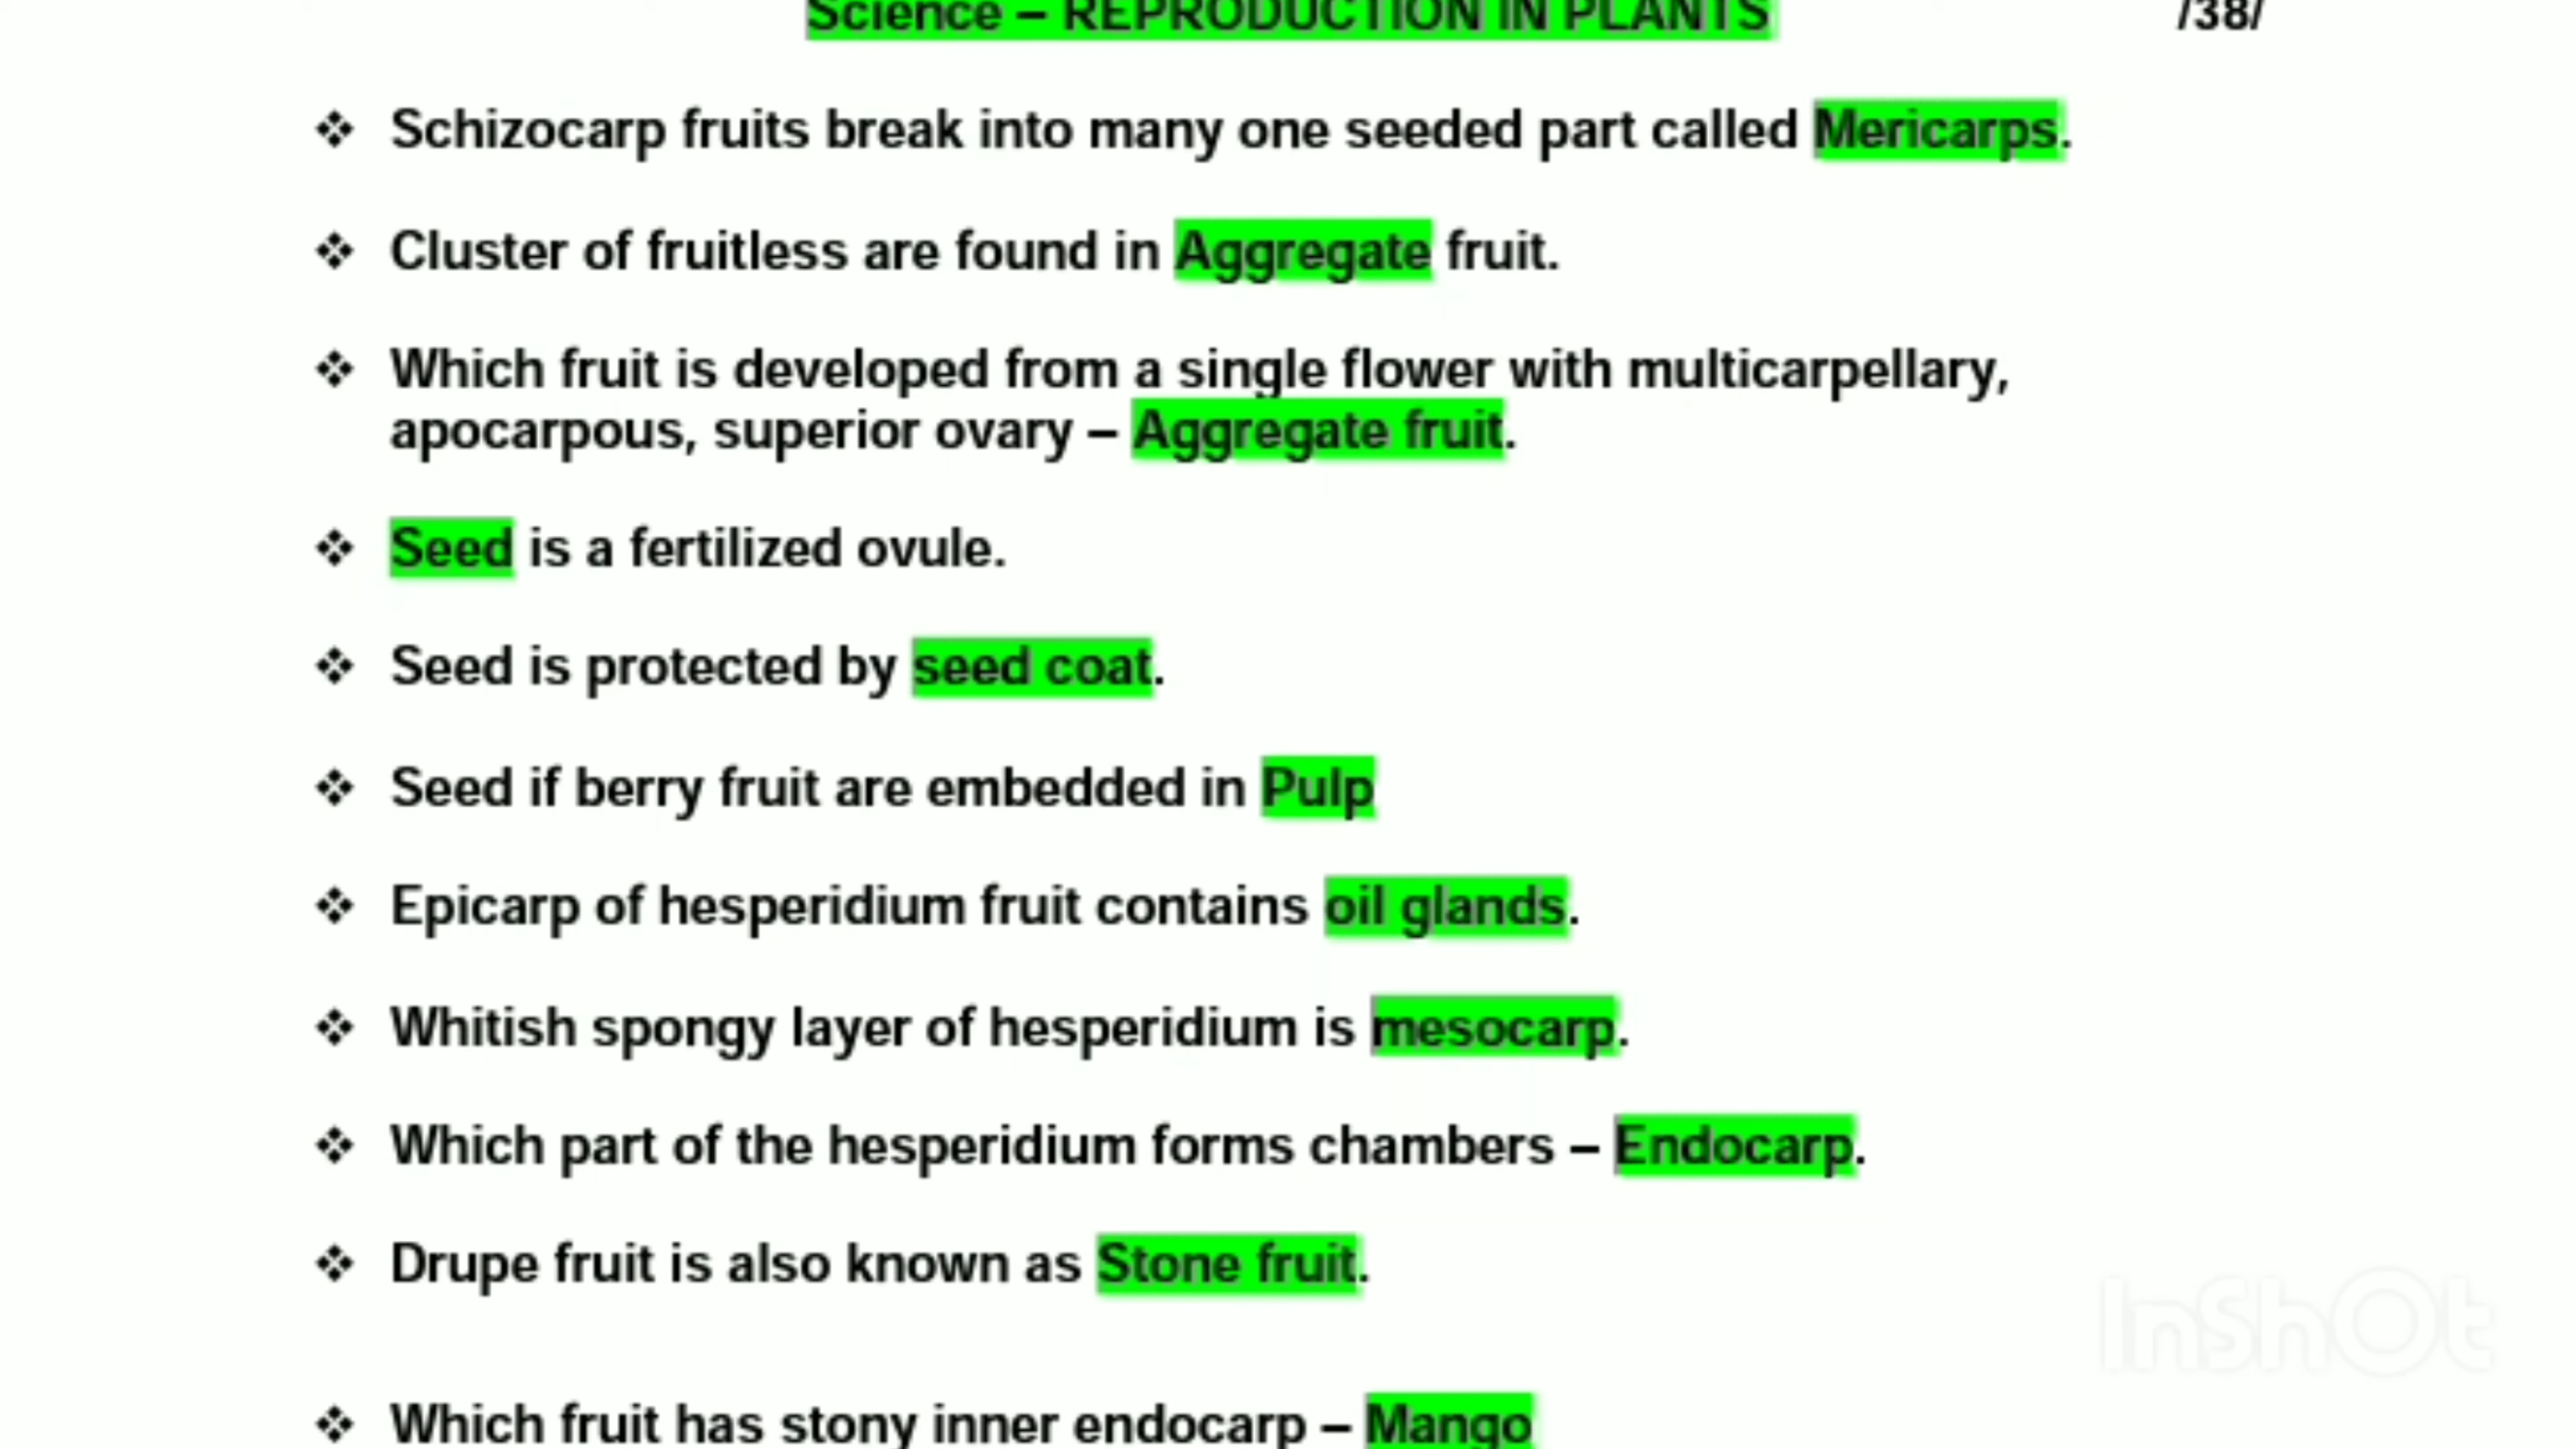 Science – REPRODUCTION IN PLANTS /38/
❖ Schizocarp fruits break into many one seeded part called Mericarps.
❖ Cluster of fruitless are found in Aggregate fruit.
❖ Which fruit is developed from a single flower with multicarpellary,
apocarpous, superior ovary – Aggregate fruit.
❖ Seed is a fertilized ovule.
❖ Seed is protected by seed coat.
❖ Seed if berry fruit are embedded in Pulp
❖ Epicarp of hesperidium fruit contains oil glands.
❖ Whitish spongy layer of hesperidium is mesocarp.
❖ Which part of the hesperidium forms chambers – Endocarp.
❖ Drupe fruit is also known as Stone fruit.
InShOt
❖ Which fruit has stony inner endocarp – Mango